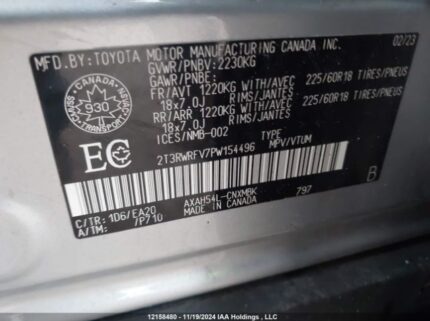 MFD.BY:TOYOTA MOTOR MANUFACTURING CANADA INC. 02/23
GVWR/PNBV:2230KG
GAWR/PNBE:
FR/AVT 1220KG WITH/AVEC 225/60R18 TIRES/PNEUS
18x7.0J RIMS/JANTES
RR/ARR 1220KG WITH/AVEC 225/60R18 TIRES/PNEUS
18x7.0J RIMS/JANTES
ICES/NMB-002 TYPE
MPV/VTUM
CANADA
930
TRANSPORT
EC
2T3RWRFV7PW154496
B
C/TR: 1D6/EA20 AXAH54L-CNXMBK 797
A/TM: /P710 MADE IN CANADA
12158480 - 11/19/2024 IAA Holdings, LLC.